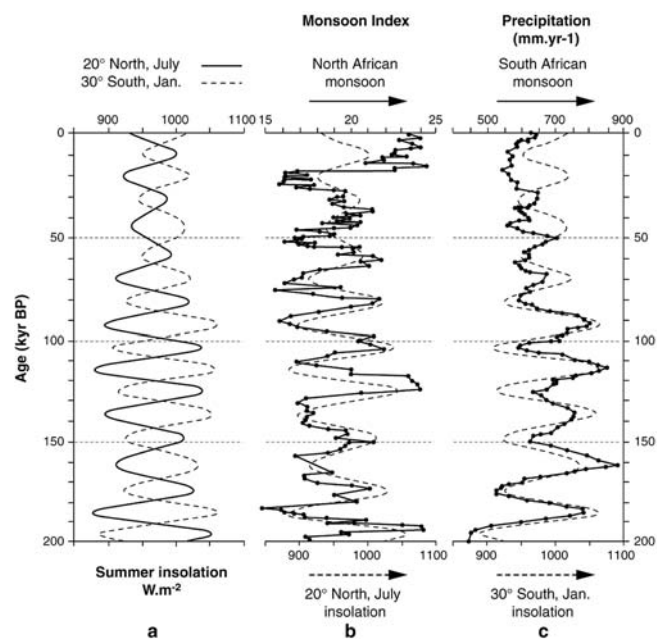 Monsoon Index
Precipitation
(mm.yr-1)
20° North, July
30° South, Jan.
North African
monsoon
South African
monsoon
900 1000 1100
15 20 25
500 700 900
0
50
100
150
200
Age (kyr BP)
0
50
100
150
200
900 1000 1100
900 1000 1100
Summer insolation
W.m-2
20° North, July
insolation
30° South, Jan.
insolation
a b c